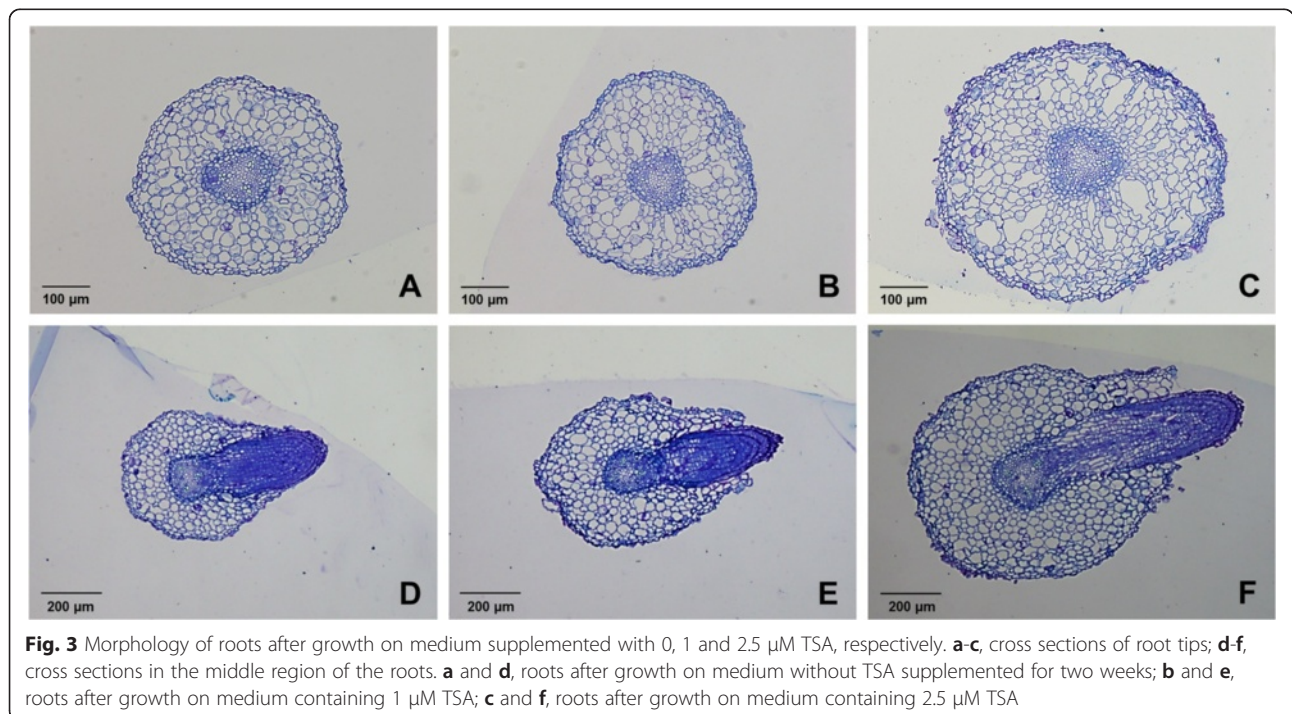 100 µm
A
100 µm
B
100 µm
C
200 µm
D
200 µm
E
200 µm
F
Fig. 3 Morphology of roots after growth on medium supplemented with 0, 1 and 2.5 µM TSA, respectively. a-c, cross sections of root tips; d-f,
cross sections in the middle region of the roots. a and d, roots after growth on medium without TSA supplemented for two weeks; b and e,
roots after growth on medium containing 1 µM TSA; c and f, roots after growth on medium containing 2.5 µM TSA